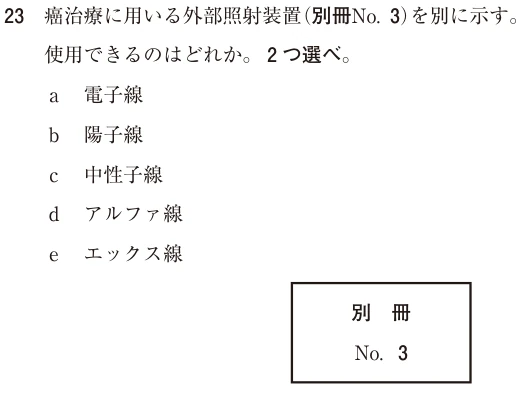 23 癌治療に用いる外部照射装置(別冊No. 3)を別に示す。
使用できるのはどれか。2つ選べ。
a 電子線
b 陽子線
c 中性子線
d アルファ線
e エックス線
別 冊
No. 3